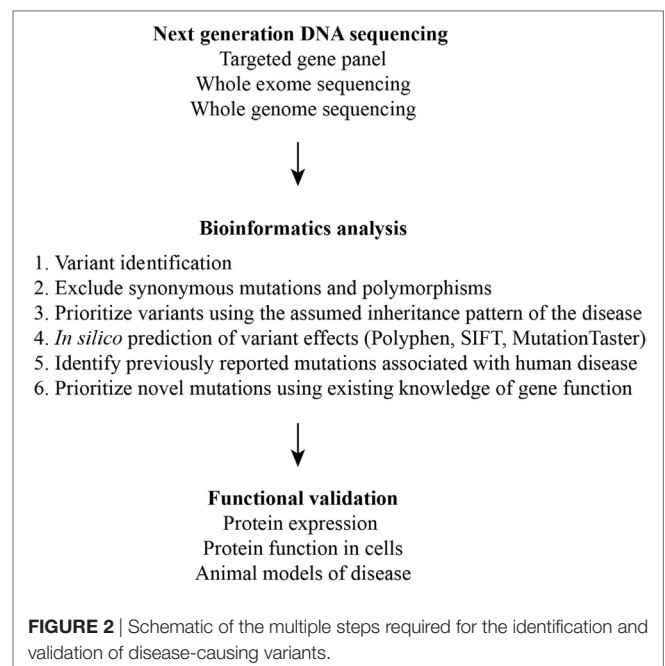 Next generation DNA sequencing
Targeted gene panel
Whole exome sequencing
Whole genome sequencing
Bioinformatics analysis
1. Variant identification
2. Exclude synonymous mutations and polymorphisms
3. Prioritize variants using the assumed inheritance pattern of the disease
4. In silico prediction of variant effects (Polyphen, SIFT, MutationTaster)
5. Identify previously reported mutations associated with human disease
6. Prioritize novel mutations using existing knowledge of gene function
Functional validation
Protein expression
Protein function in cells
Animal models of disease
FIGURE 2 | Schematic of the multiple steps required for the identification and
validation of disease-causing variants.